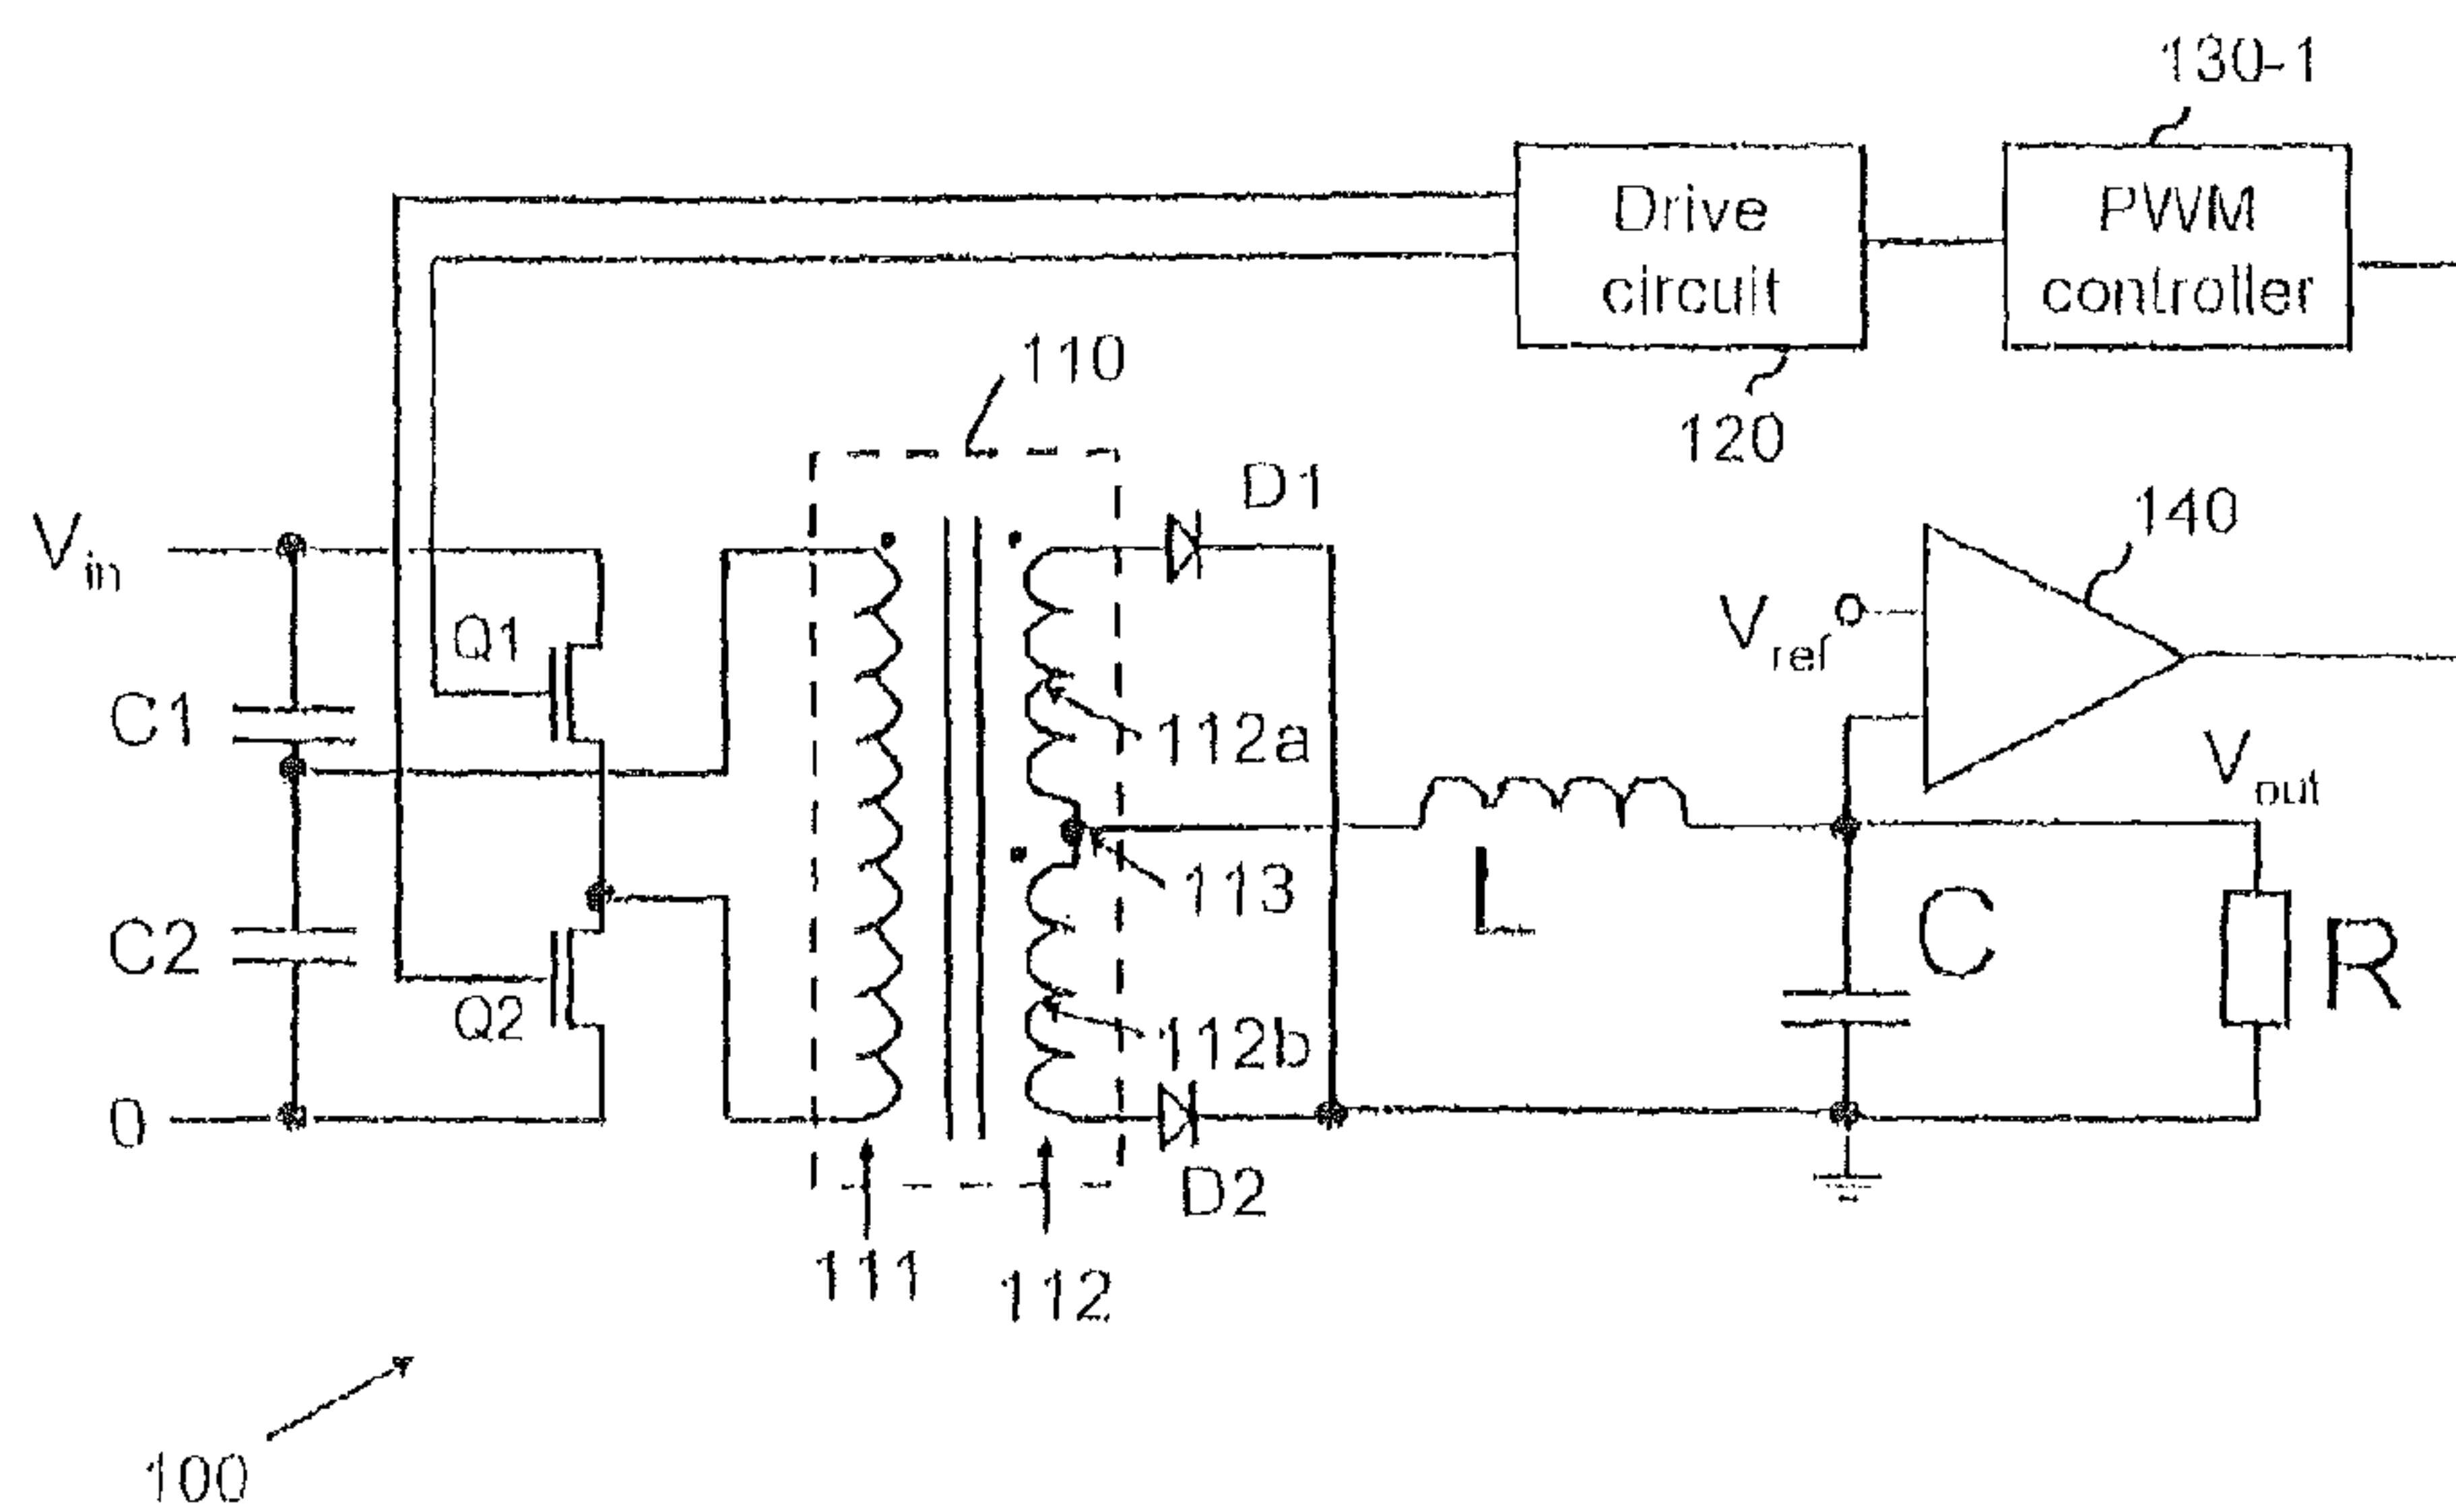 130-1
Drive
circuit
PWM
controller
110
120
D1
140
Vin
Vref
Q1
C1
112a
Vout
113
L
C
R
C2
Q2
112b
0
D2
111
112
100